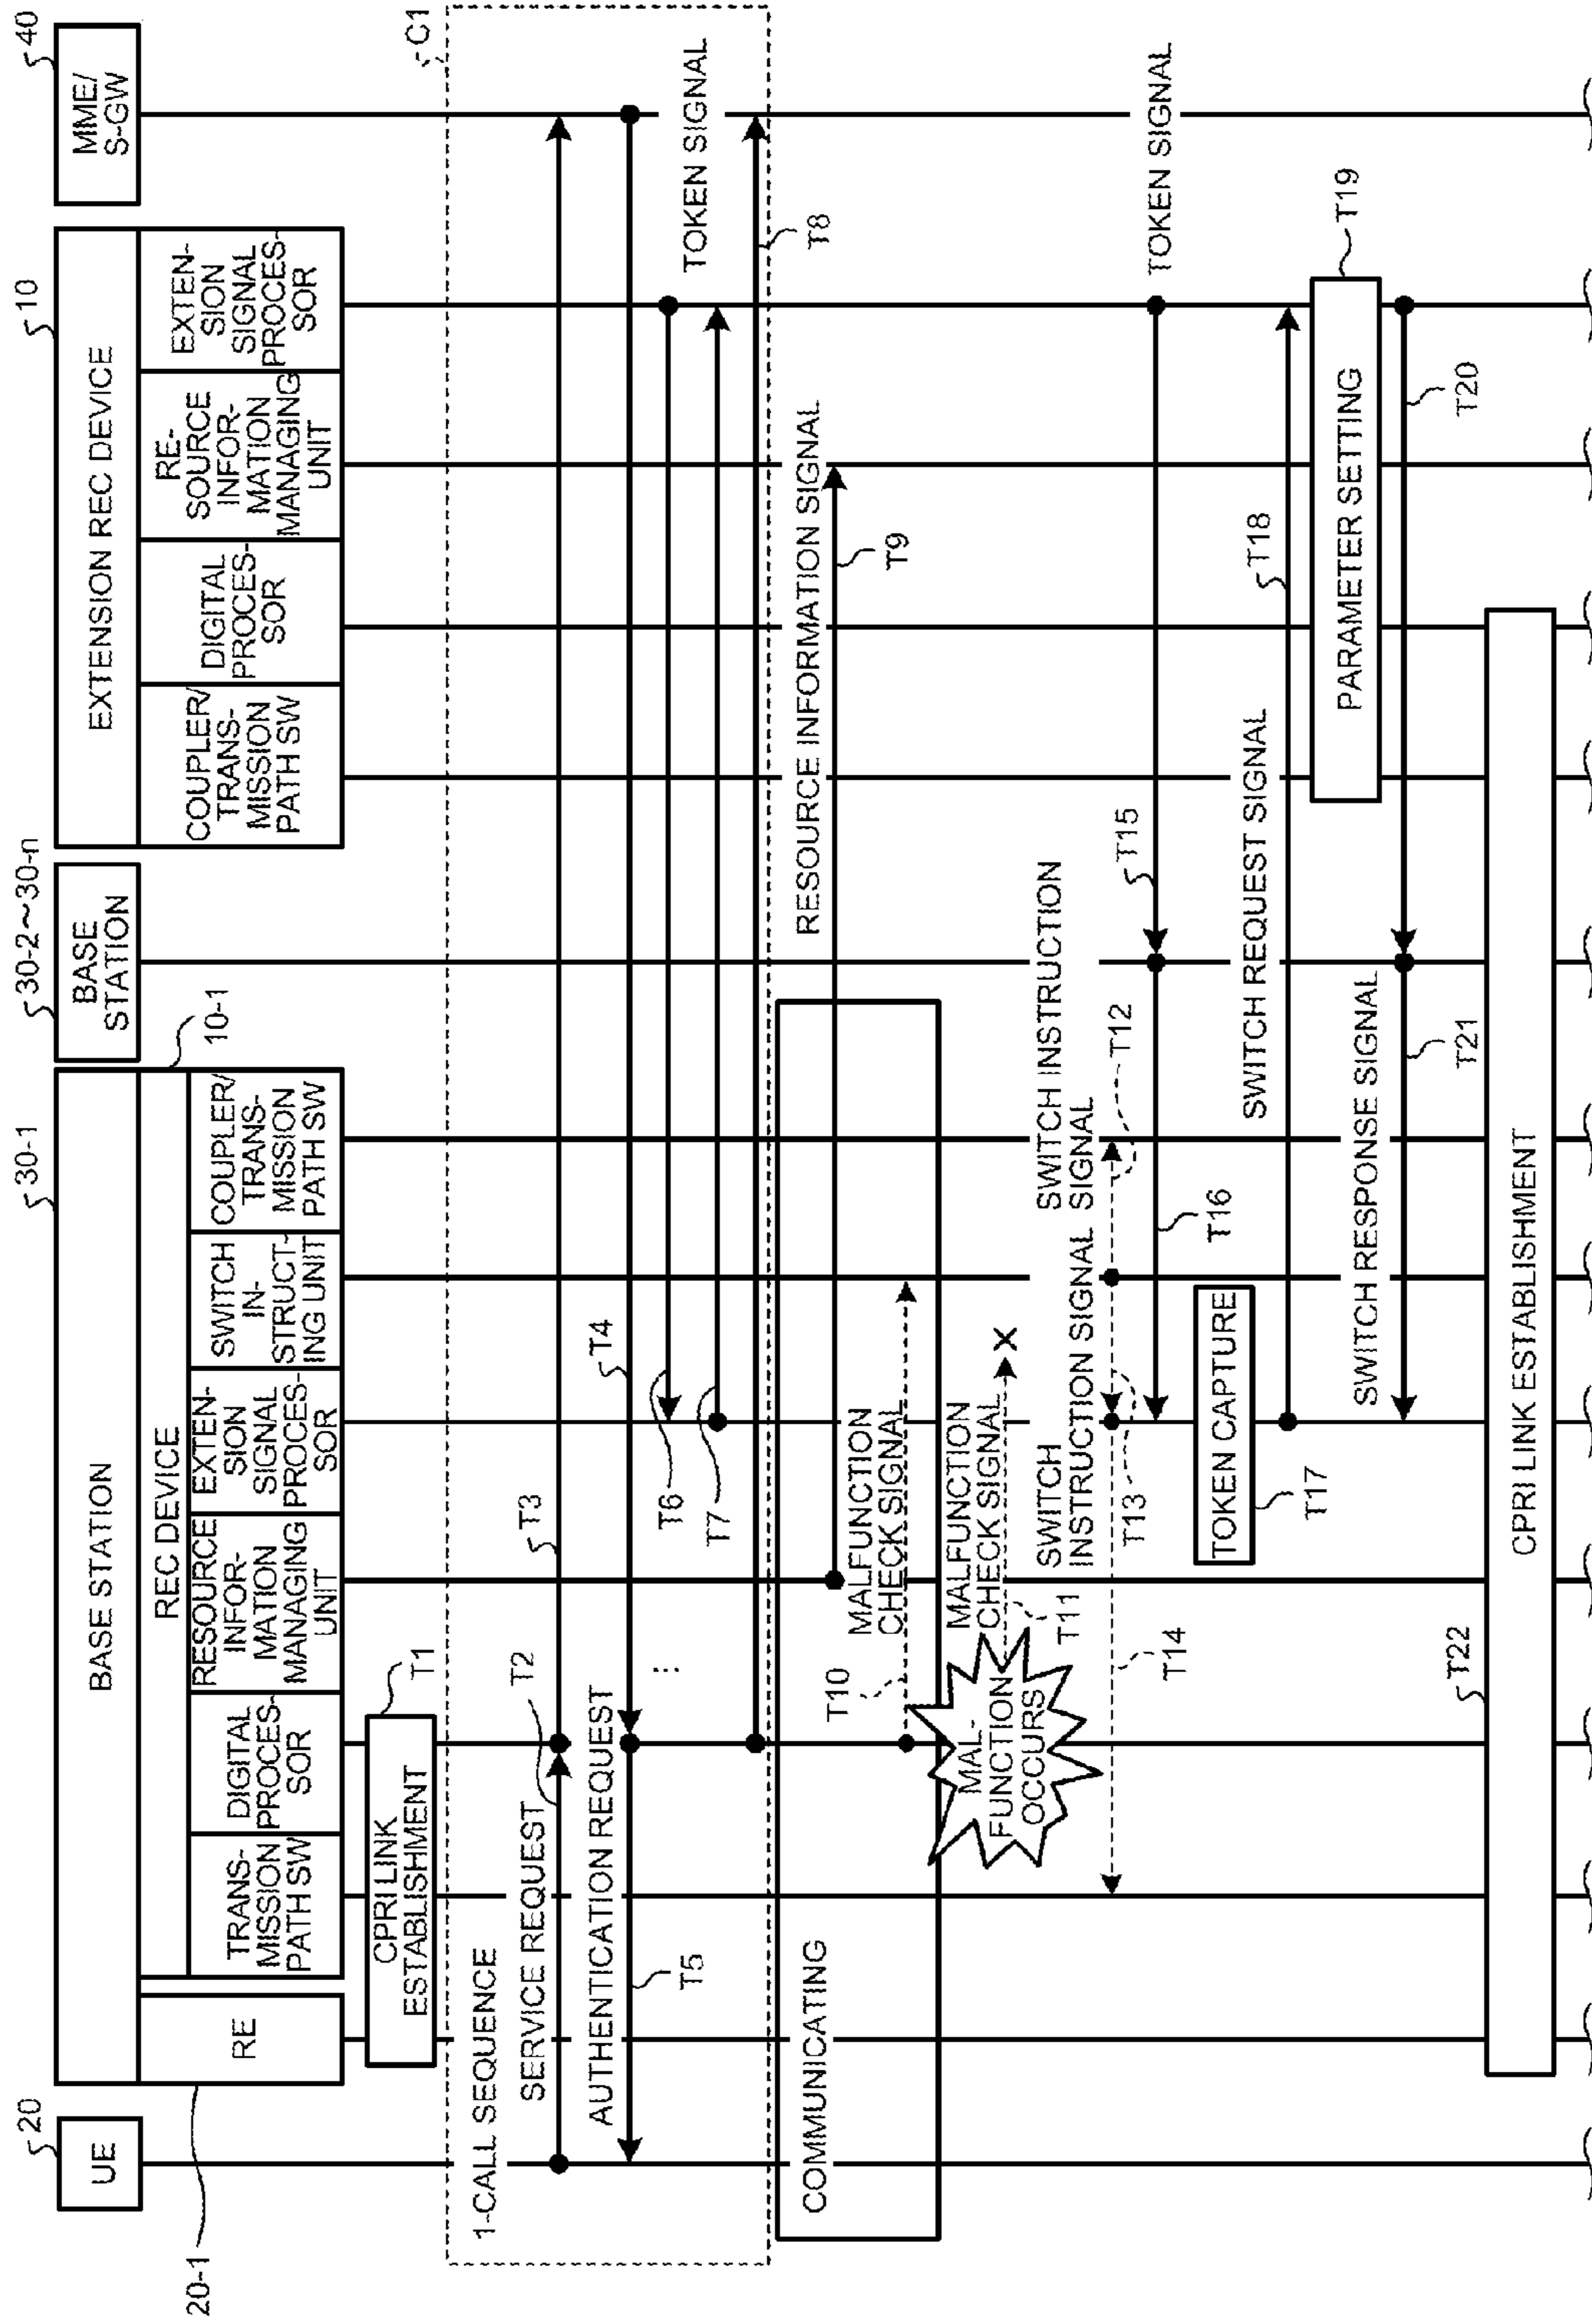 20
UE
30-1
BASE STATION
20-1
RE
REC DEVICE
10-1
TRANS-
MISSION
PATH SW
DIGITAL
PROCES-
SOR
RESOURCE
INFOR-
MATION
MANAGING
UNIT
EXTEN-
SION
SIGNAL
PROCES-
SOR
SWITCH
IN-
STRUCT-
ING UNIT
COUPLER/
TRANS-
MISSION
PATH SW
30-2~30-n
BASE
STATION
10
EXTENSION REC DEVICE
COUPLER/
TRANS-
MISSION
PATH SW
DIGITAL
PROCES-
SOR
RE-
SOURCE
INFOR-
MATION
MANAGING
UNIT
EXTEN-
SION
SIGNAL
PROCES-
SOR
40
MME/
S-GW
CPRI LINK
ESTABLISHMENT
T1
C1
1-CALL SEQUENCE
SERVICE REQUEST
T2
T3
AUTHENTICATION REQUEST
T4
T5
...
T6
T7
TOKEN SIGNAL
T8
COMMUNICATING
RESOURCE INFORMATION SIGNAL
T9
MALFUNCTION
CHECK SIGNAL
T10
MAL-
FUNCTION
OCCURS
MALFUNCTION
CHECK SIGNAL
X
T11
SWITCH
INSTRUCTION SIGNAL
SWITCH INSTRUCTION
SIGNAL
T12
T13
T14
TOKEN SIGNAL
T15
T16
TOKEN CAPTURE
T17
SWITCH REQUEST SIGNAL
T18
PARAMETER SETTING
T19
SWITCH RESPONSE SIGNAL
T20
T21
CPRI LINK ESTABLISHMENT
T22